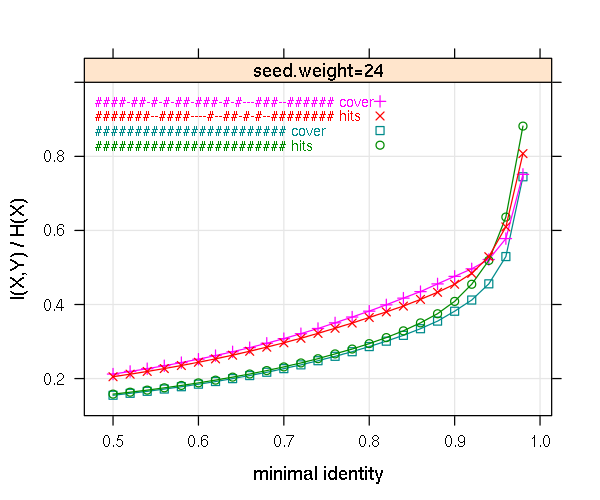 seed.weight=24
####-##-#-#-##-###-#-#---###--###### cover
#######--####----#--##-#-#--######## hits
######################## cover
######################## hits
I(X,Y) / H(X)
0.8
0.6
0.4
0.2
0.5 0.6 0.7 0.8 0.9 1.0
minimal identity